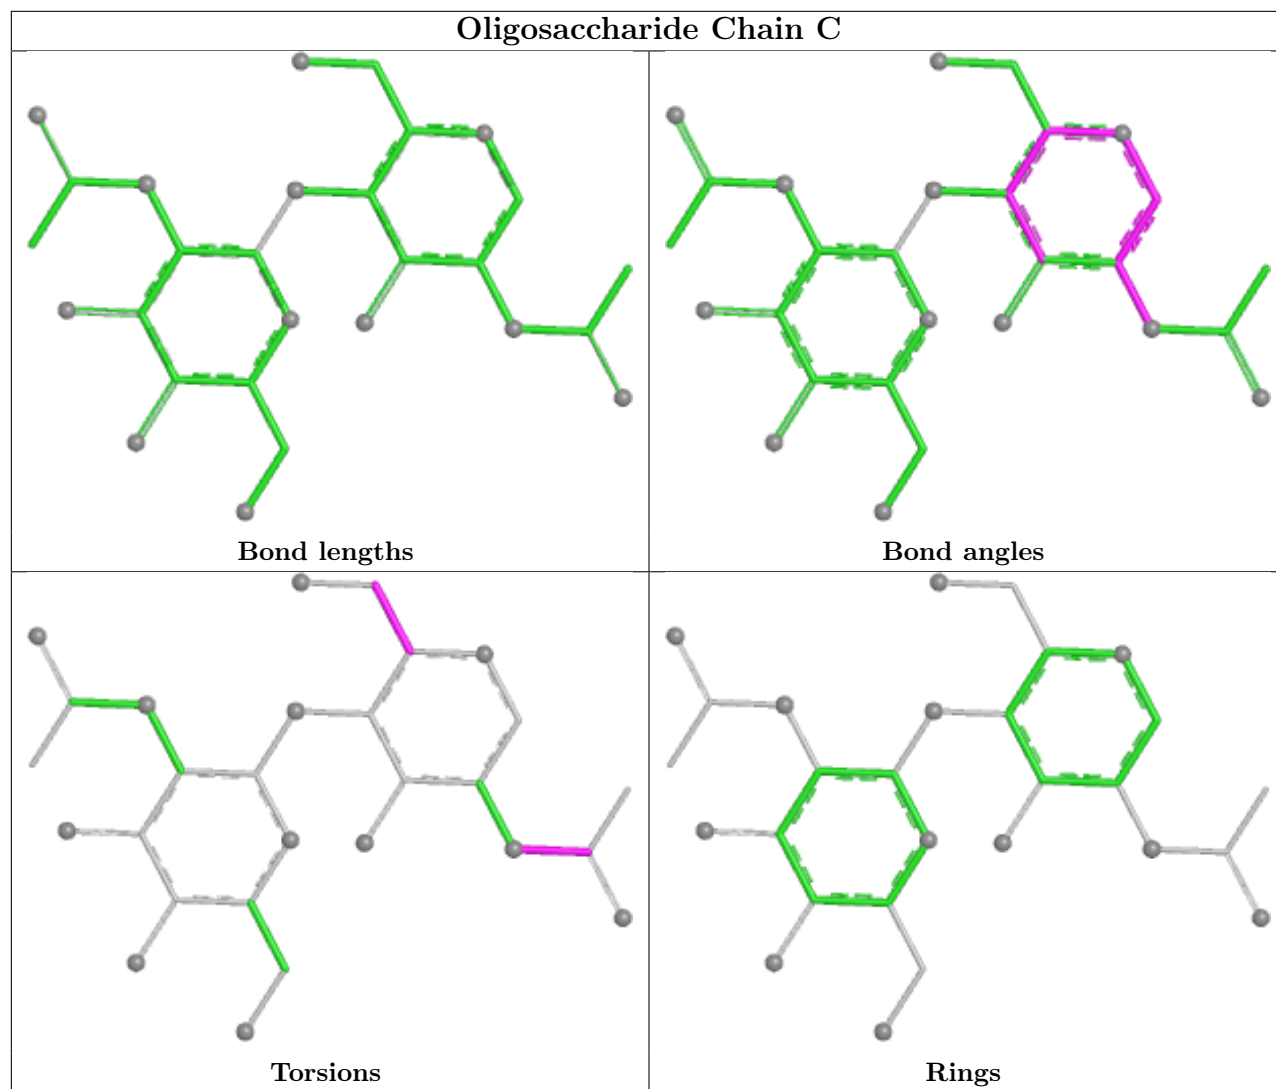 Oligosaccharide Chain C
Bond lengths
Bond angles
Torsions
Rings